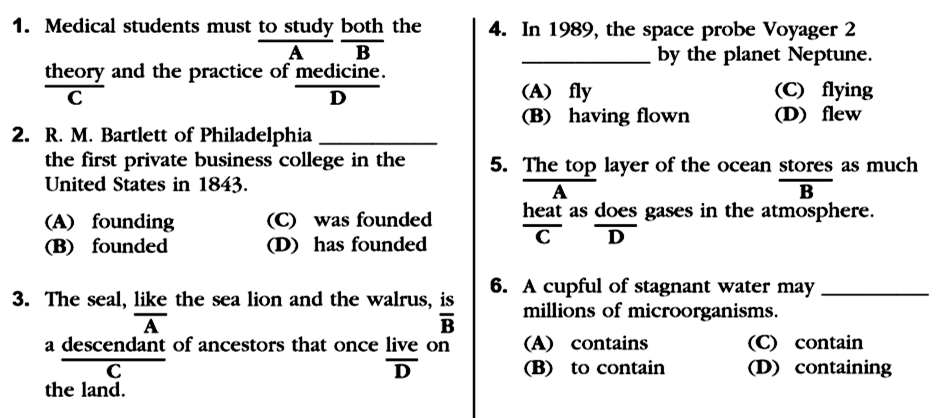 1. Medical students must to study both the
A B
theory and the practice of medicine.
C D
2. R. M. Bartlett of Philadelphia ____________
the first private business college in the
United States in 1843.
(A) founding (C) was founded
(B) founded (D) has founded
3. The seal, like the sea lion and the walrus, is
A B
a descendant of ancestors that once live on
C D
the land.
4. In 1989, the space probe Voyager 2
____________ by the planet Neptune.
(A) fly (C) flying
(B) having flown (D) flew
5. The top layer of the ocean stores as much
A B
heat as does gases in the atmosphere.
C D
6. A cupful of stagnant water may __________
millions of microorganisms.
(A) contains (C) contain
(B) to contain (D) containing